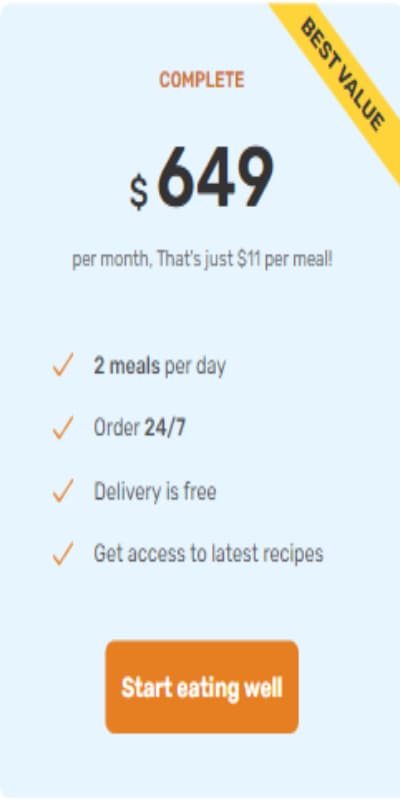 BEST VALUE
COMPLETE
$ 649
per month, That's just $11 per meal!
2 meals per day
Order 24/7
Delivery is free
Get access to latest recipes
Start eating well